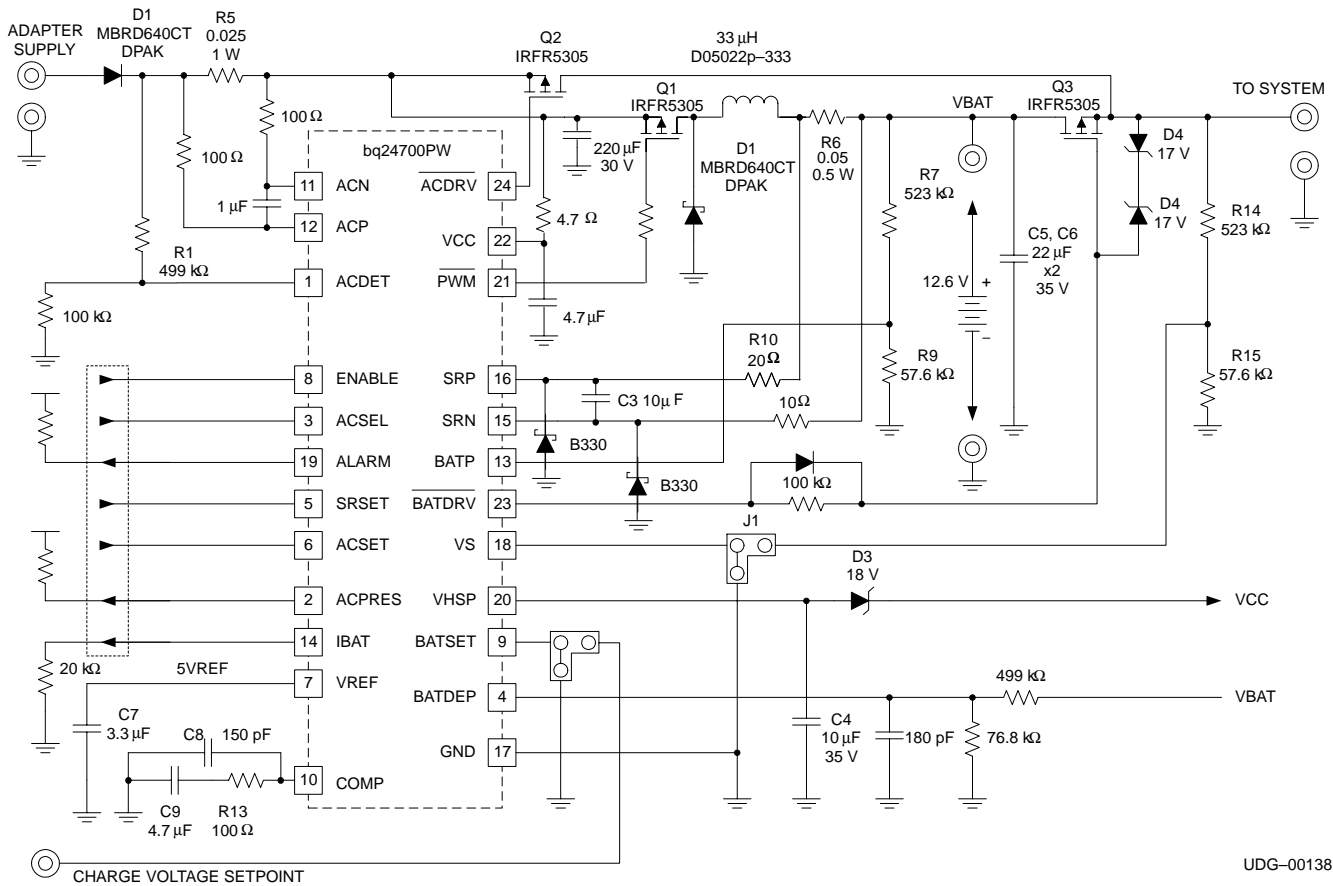 ADAPTER
SUPPLY
D1
MBRD640CT
DPAK
R5
0.025
1 W
Q2
IRFR5305
33 μH
D05022p–333
Q1
IRFR5305
VBAT
Q3
IRFR5305
TO SYSTEM
100 Ω
100 Ω
1 μF
R1
499 kΩ
100 kΩ
bq24700PW
220 μF
30 V
4.7 Ω
4.7 μF
D1
MBRD640CT
DPAK
R6
0.05
0.5 W
R7
523 kΩ
D4
17 V
D4
17 V
R14
523 kΩ
C5, C6
22 μF
x2
35 V
12.6 V
+
–
R9
57.6 kΩ
R15
57.6 kΩ
R10
20 Ω
C3 10μ F
10 Ω
B330
B330
100 kΩ
J1
D3
18 V
VCC
11 ACN
12 ACP
1 ACDET
8 ENABLE
3 ACSEL
19 ALARM
5 SRSET
6 ACSET
2 ACPRES
14 IBAT
7 VREF
10 COMP
ACDRV 24
VCC 22
PWM 21
SRP 16
SRN 15
BATP 13
BATDRV 23
VS 18
VHSP 20
BATSET 9
BATDEP 4
GND 17
20 kΩ
5VREF
C7
3.3 μF
C8
150 pF
C9
4.7 μF
R13
100 Ω
499 kΩ
VBAT
C4
10 μF
35 V
180 pF
76.8 kΩ
CHARGE VOLTAGE SETPOINT
UDG–00138